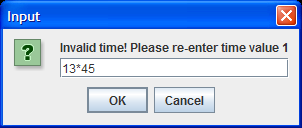 Input
?
Invalid time! Please re-enter time value 1
13*45
OK
Cancel